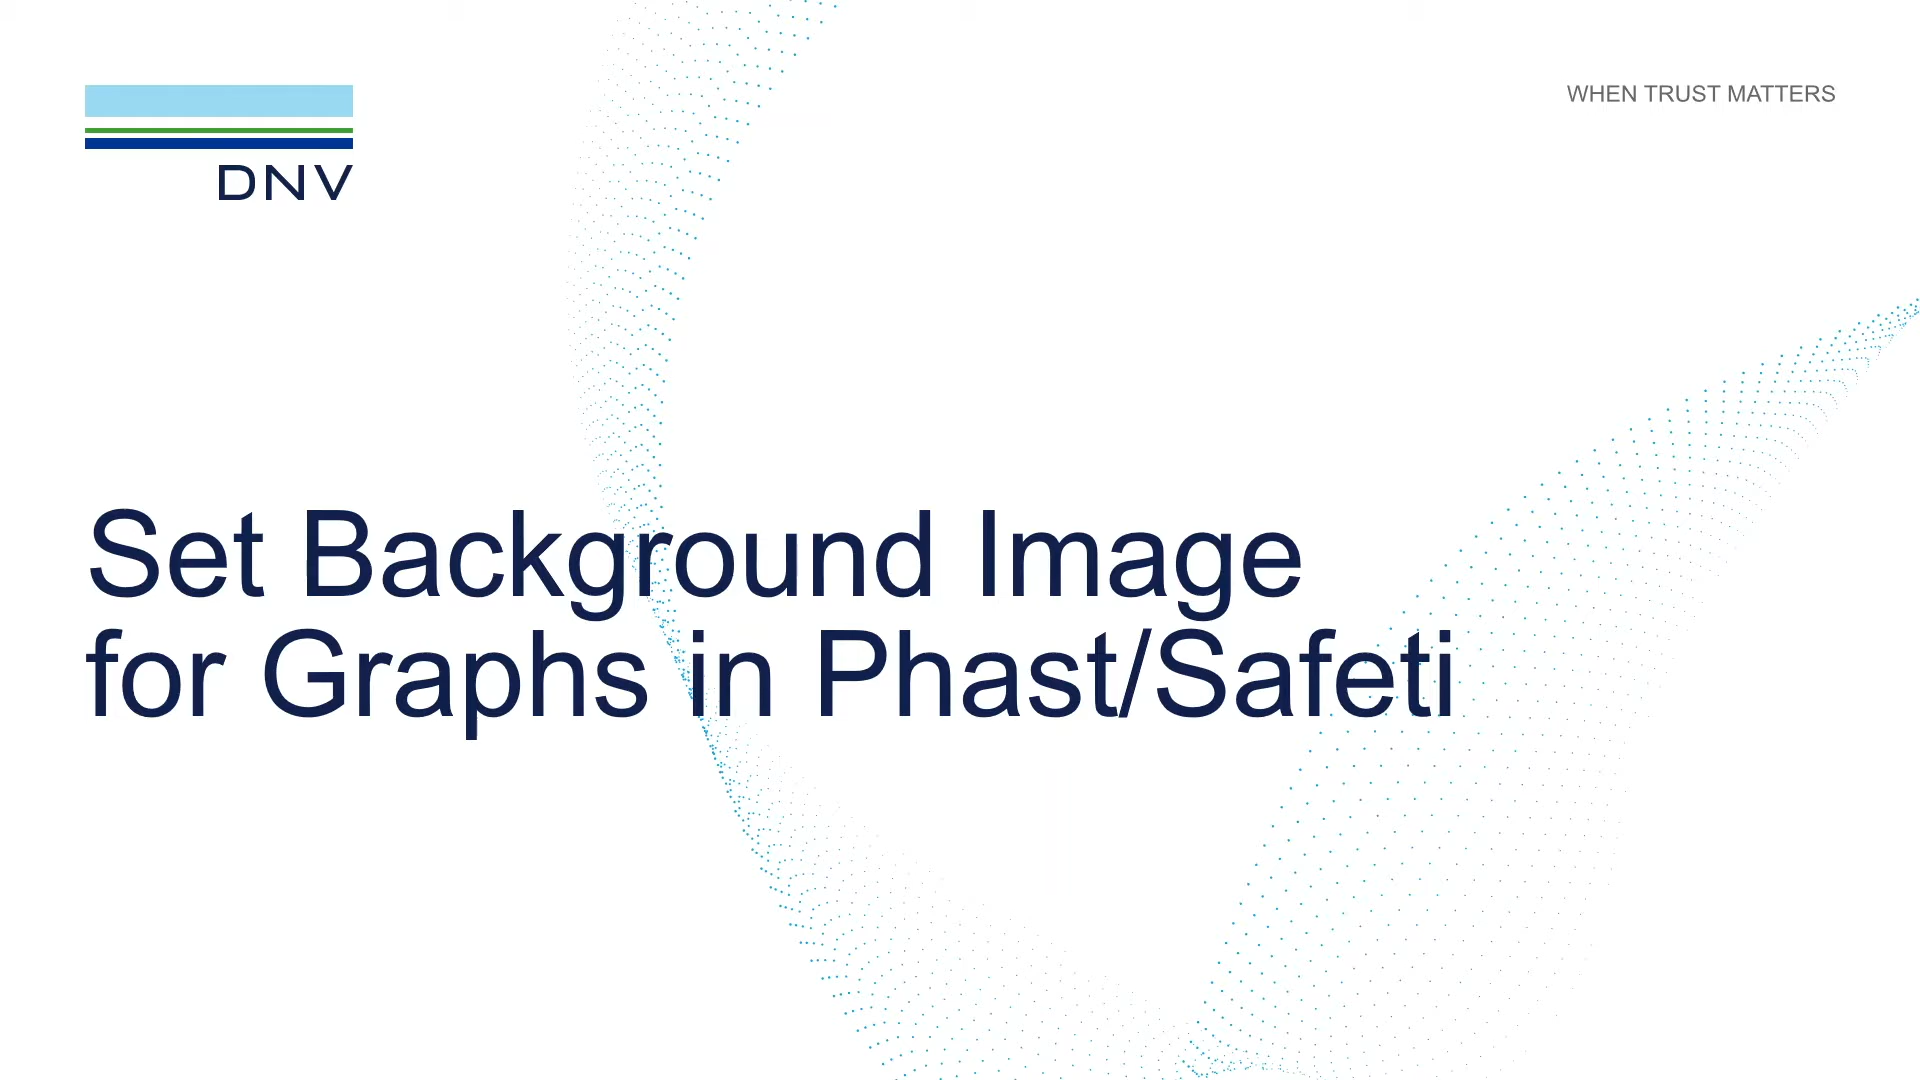 DNV
WHEN TRUST MATTERS
Set Background Image
for Graphs in Phast/Safeti